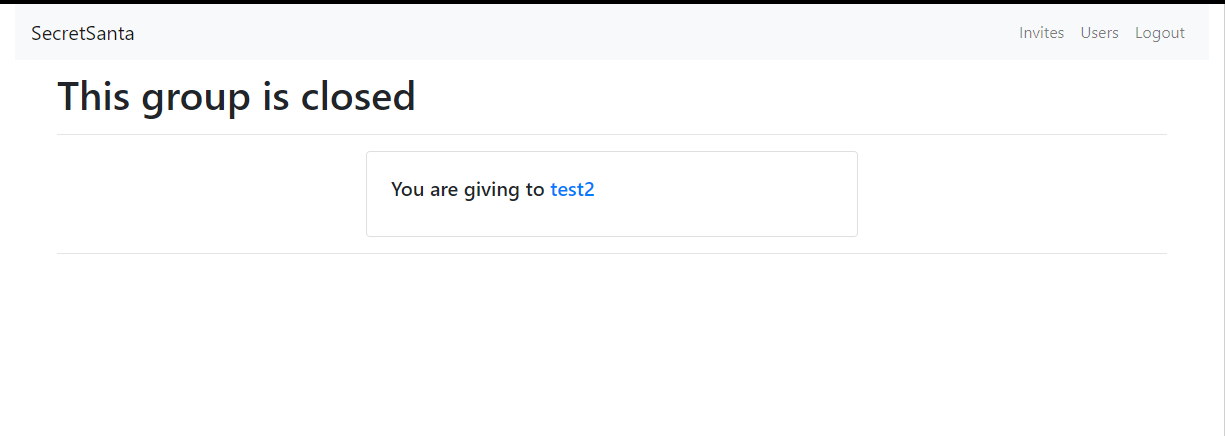 SecretSanta Invites Users Logout
This group is closed
You are giving to test2